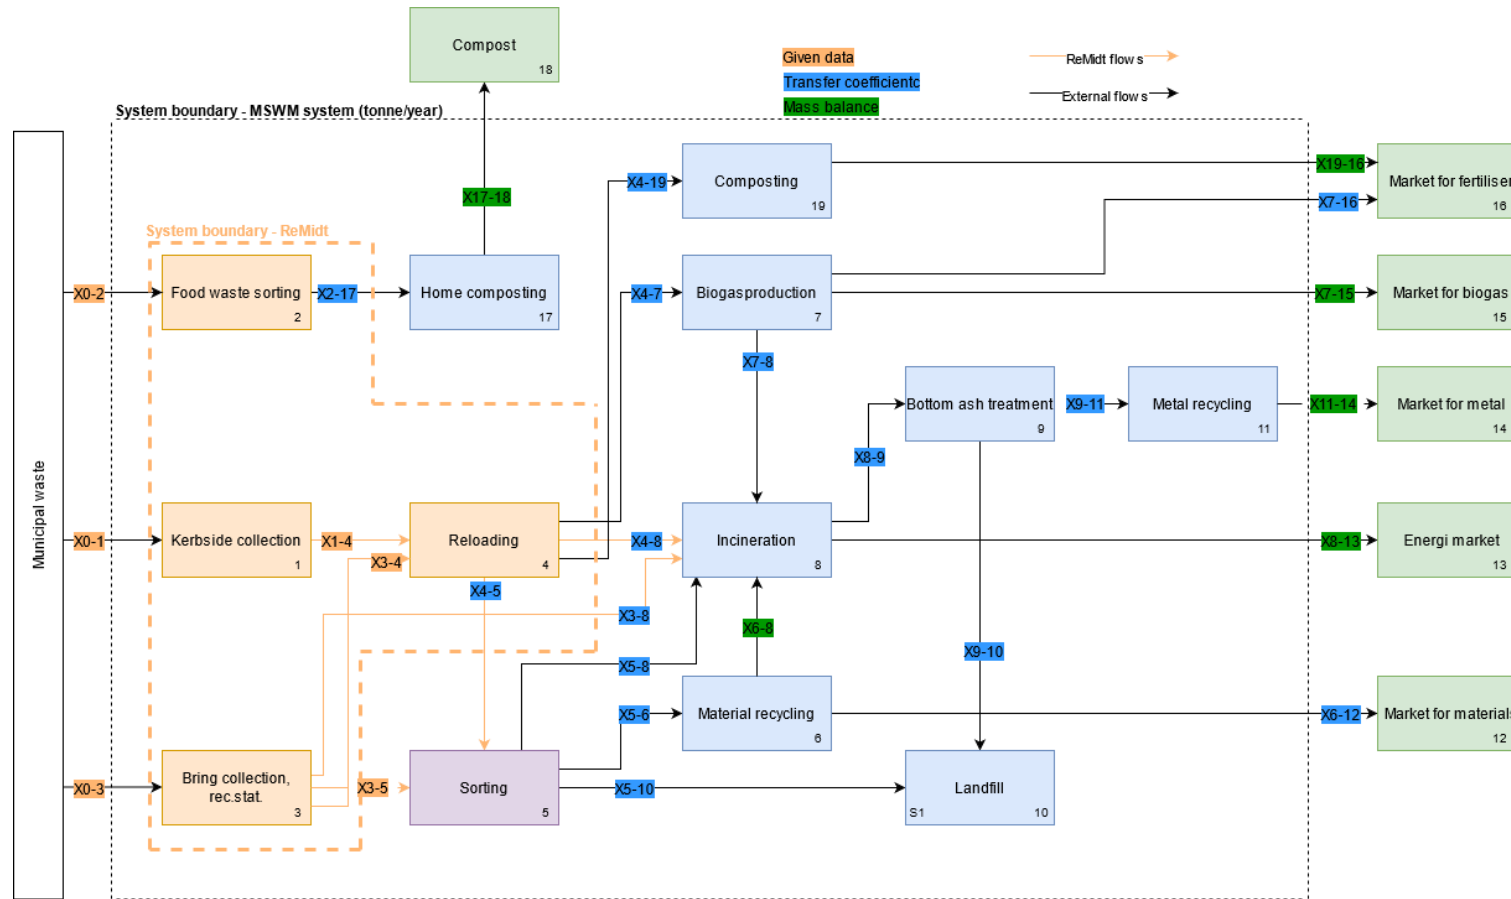 Compost
18
Given data
Transfer coefficientc
Mass balance
ReMidt flows
External flows
System boundary - MSWM system (tonne/year)
X17-18
System boundary - ReMidt
Municipal waste
X0-2
Food waste sorting
2
X2-17
Home composting
17
X4-19
Composting
19
X19-16
Market for fertiliser
16
X7-16
X4-7
Biogasproduction
7
X7-15
Market for biogas
15
X7-8
Bottom ash treatment
9
X9-11
Metal recycling
11
X11-14
Market for metal
14
X8-9
X0-1
Kerbside collection
1
X1-4
X3-4
Reloading
4
X4-8
Incineration
8
X8-13
Energi market
13
X4-5
X3-8
X6-8
X5-8
X9-10
X5-6
Material recycling
6
X6-12
Market for materials
12
X0-3
Bring collection,
rec.stat.
3
X3-5
Sorting
5
X5-10
Landfill
S1
10